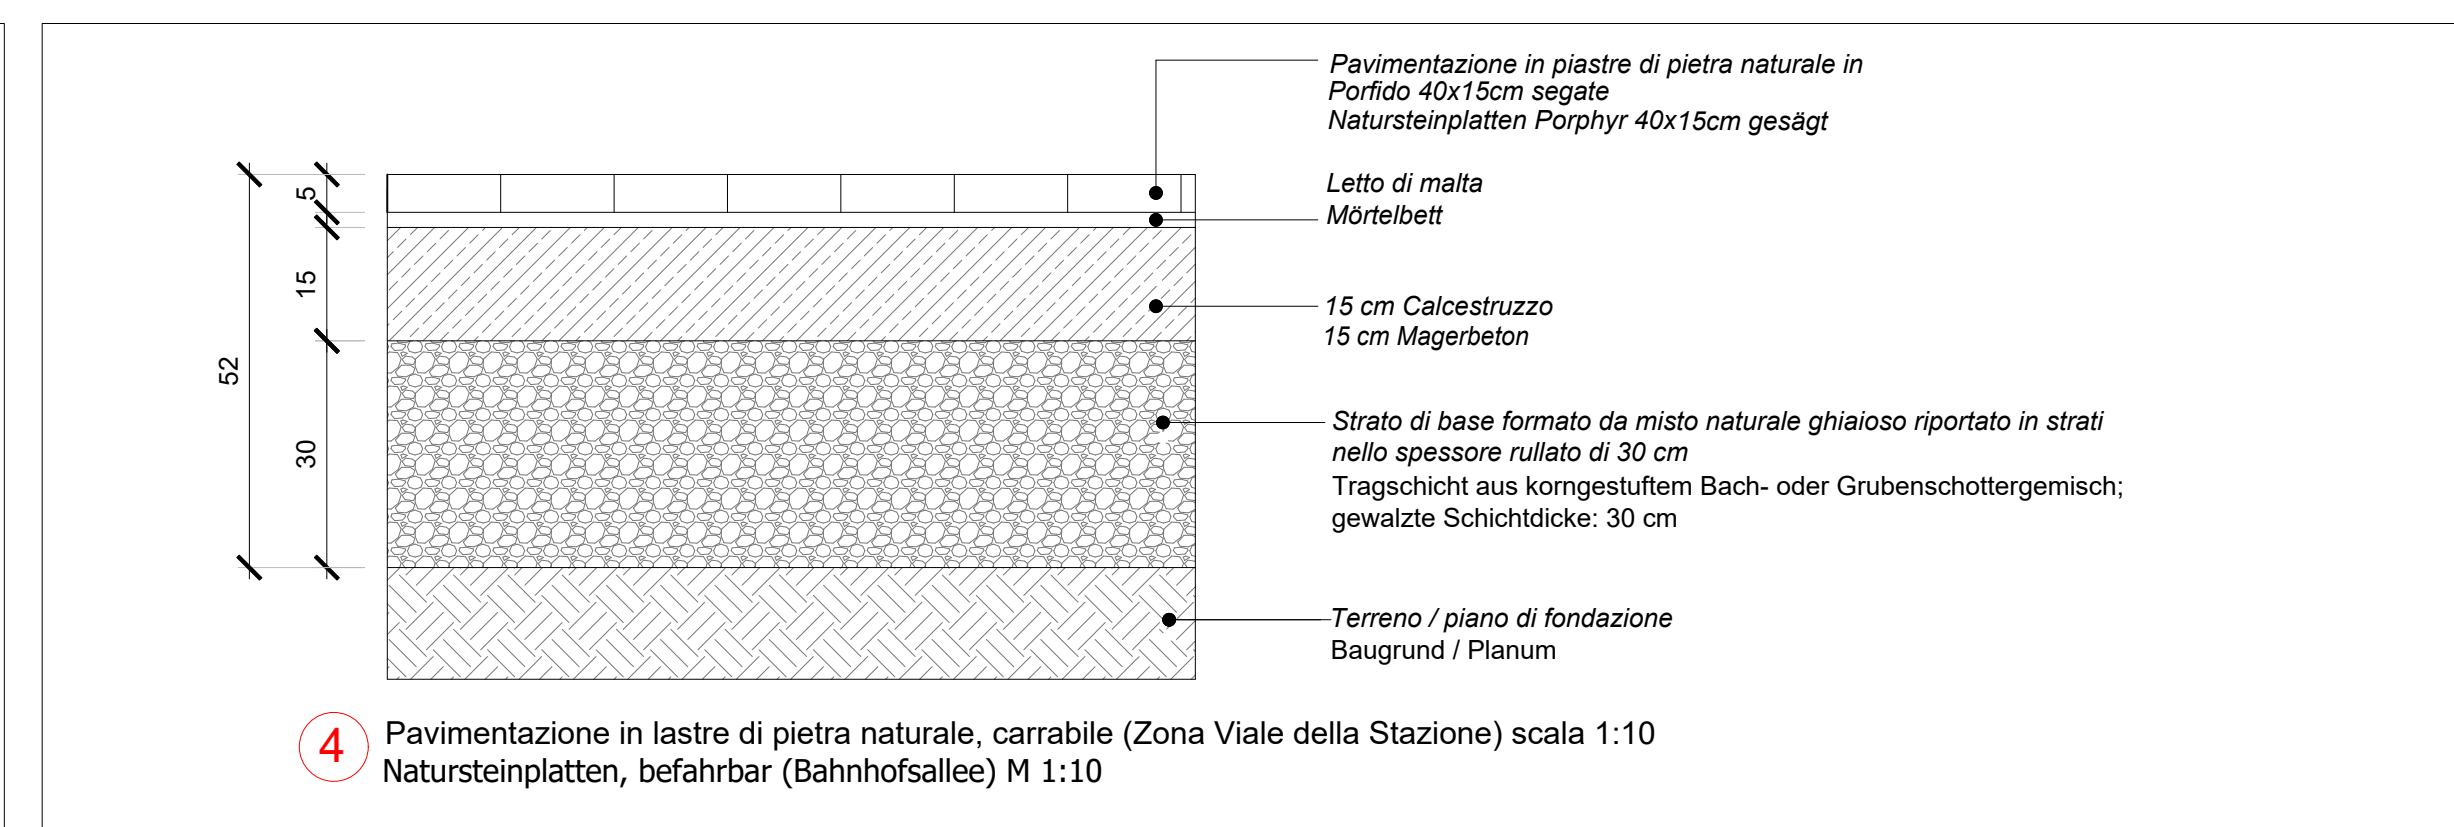 Pavimentazione in piastre di pietra naturale in
Porfido 40x15cm segate
Natursteinplatten Porphyr 40x15cm gesägt
Letto di malta
Mörtelbett
5
15
52
30
15 cm Calcestruzzo
15 cm Magerbeton
Strato di base formato da misto naturale ghiaioso riportato in strati
nello spessore rullato di 30 cm
Tragschicht aus korngestuftem Bach- oder Grubenschottergemisch;
gewalzte Schichtdicke: 30 cm
Terreno / piano di fondazione
Baugrund / Planum
4
Pavimentazione in lastre di pietra naturale, carrabile (Zona Viale della Stazione) scala 1:10
Natursteinplatten, befahrbar (Bahnhofsallee) M 1:10